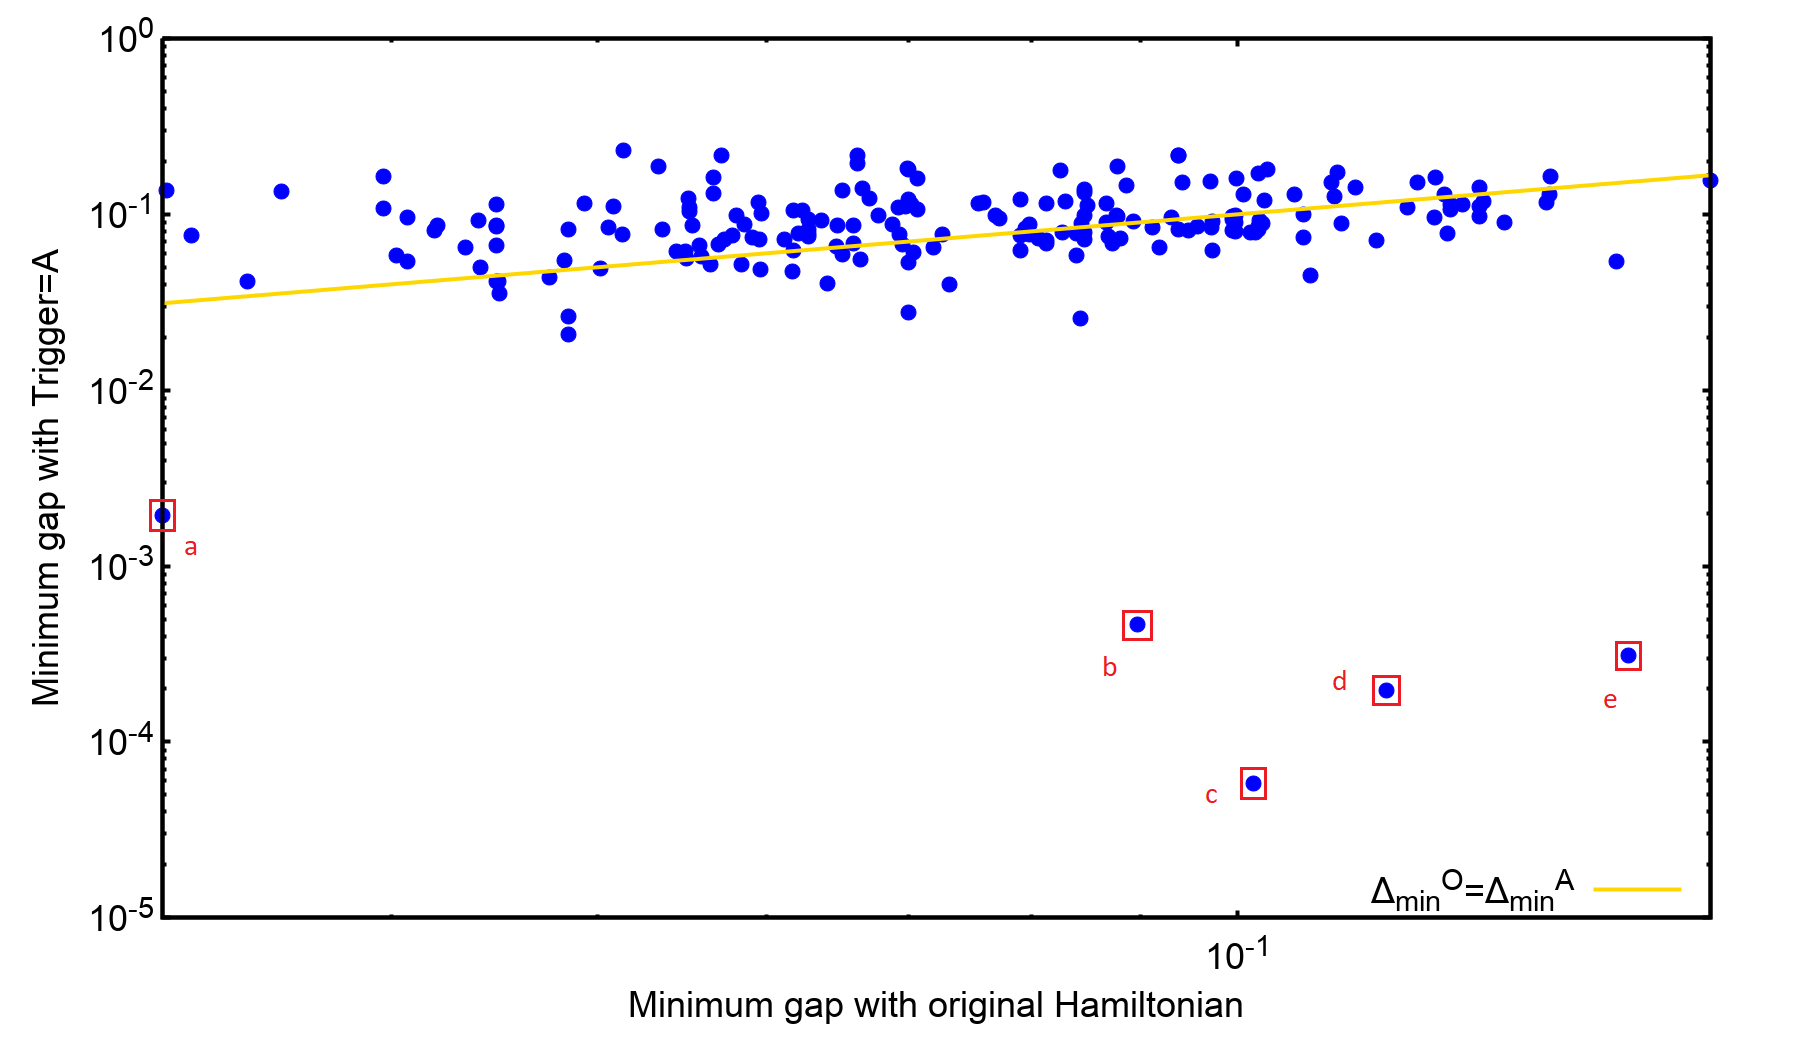 10^0
10^-1
10^-2
10^-3
10^-4
10^-5
Minimum gap with Trigger=A
a
b
c
d
e
Δ_min^O=Δ_min^A
10^-1
Minimum gap with original Hamiltonian